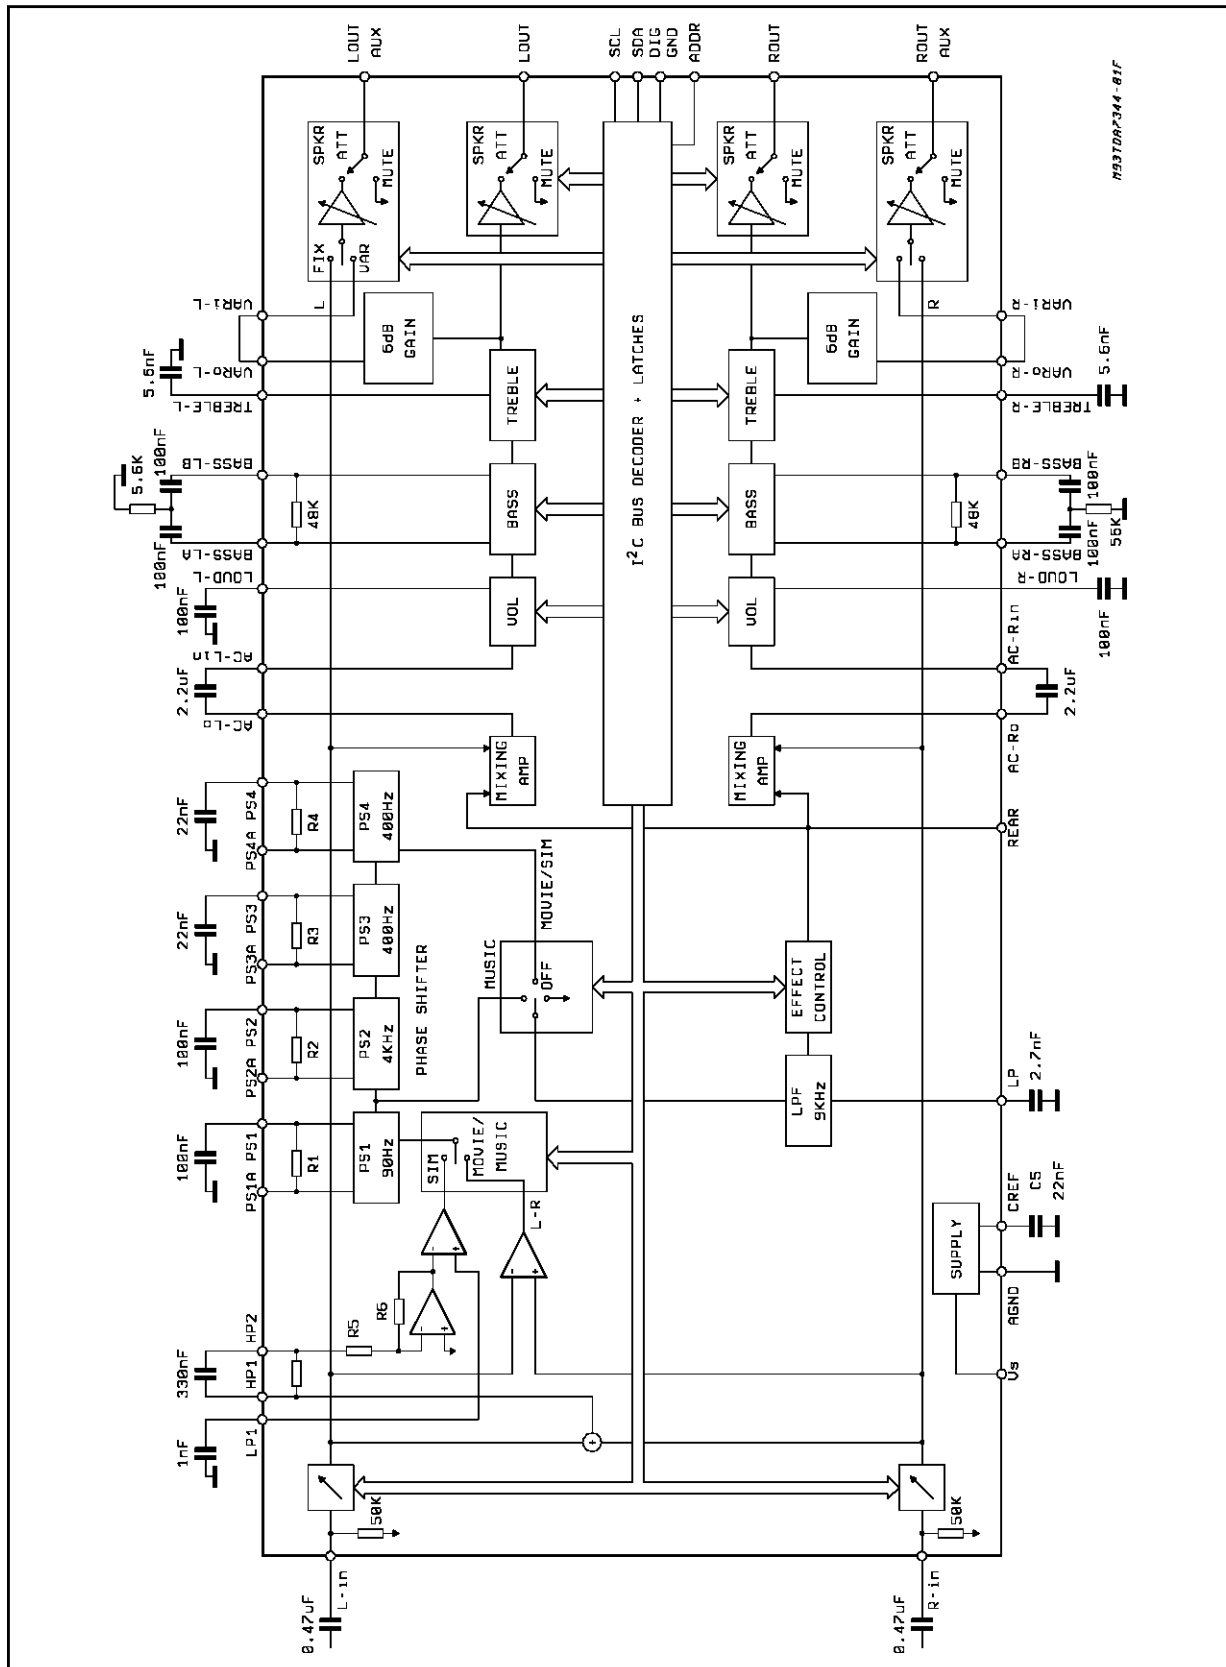 LOUT AUX
LOUT
SCL
SDA
DIG GND
ADDR
ROUT
ROUT AUX
M93TDA7344-01F
SPKR ATT
MUTE
FIX
VAR
SPKR ATT
MUTE
SPKR ATT
MUTE
SPKR ATT
MUTE
L
R
VARi-L
VARo-L
TREBLE-L
5.6nF
6dB GAIN
TREBLE
I²C BUS DECODER + LATCHES
TREBLE
6dB GAIN
VARi-R
VARo-R
TREBLE-R
5.6nF
5.6K
100nF
100nF
BASS-LB
BASS-LA
48K
BASS
BASS
48K
BASS-RB
BASS-RA
100nF
100nF
56K
LOUD-L
100nF
VOL
VOL
LOUD-R
100nF
AC-Lin
2.2uF
AC-Lo
AC-Rin
2.2uF
AC-Ro
MIXING AMP
MIXING AMP
REAR
22nF
PS4A PS4
R4
PS4 400Hz
22nF
PS3A PS3
R3
PS3 400Hz
100nF
PS2A PS2
R2
PS2 4KHz
100nF
PS1A PS1
R1
PS1 90Hz
PHASE SHIFTER
MUSIC
OFF
MOVIE/SIM
EFFECT CONTROL
LPF 9KHz
LP
2.7nF
SIM
MOVIE/ MUSIC
L-R
SUPPLY
CREF
C5
22nF
AGND
Vs
330nF
HP1 HP2
R5
R6
-
+
-
+
-
+
1nF
LP1
+
50K
50K
0.47uF
L-in
0.47uF
R-in